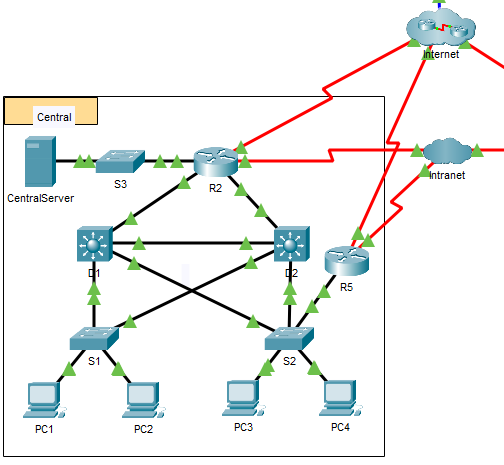 Internet
Central
CentralServer
S3
R2
Intranet
D1
D2
R5
S1
S2
PC1
PC2
PC3
PC4